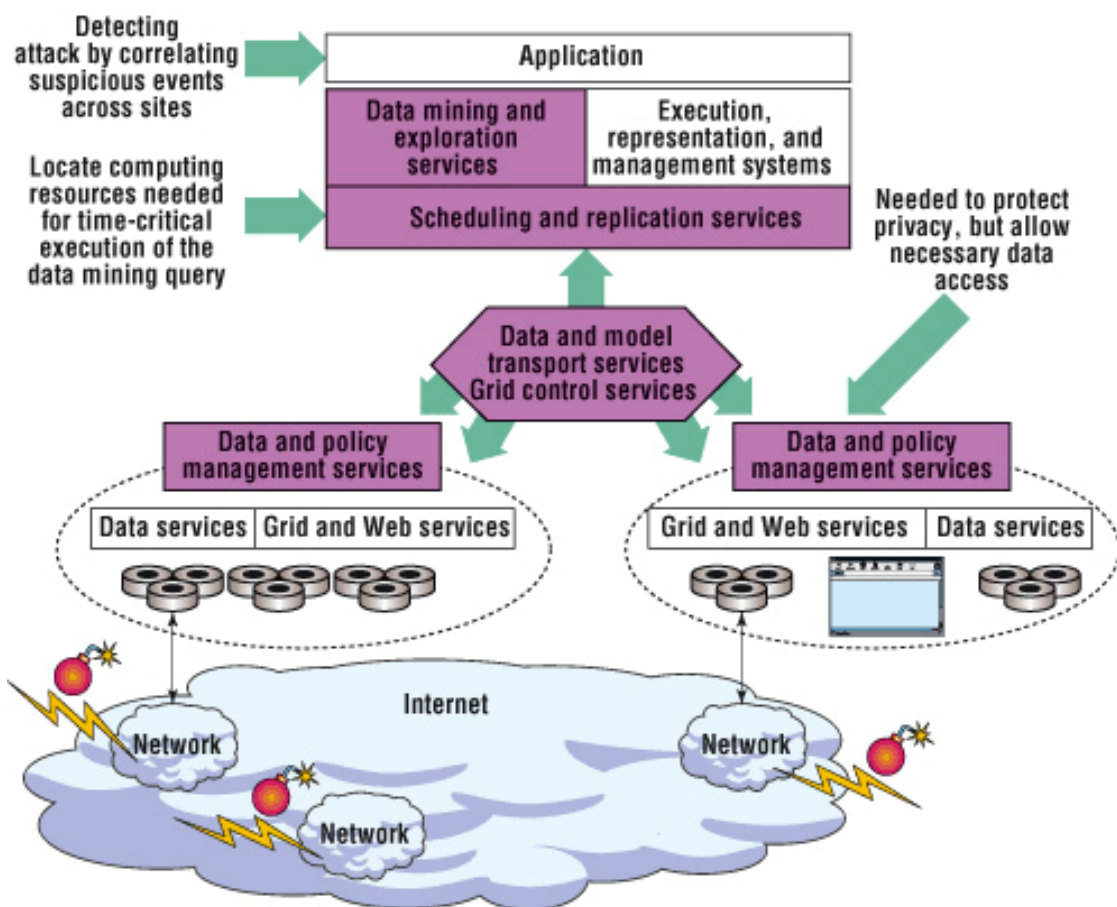 Detecting
attack by correlating
suspicious events
across sites
Application
Data mining and
exploration
services
Execution,
representation, and
management systems
Locate computing
resources needed
for time-critical
execution of the
data mining query
Scheduling and replication services
Needed to protect
privacy, but allow
necessary data
access
Data and model
transport services
Grid control services
Data and policy
management services
Data and policy
management services
Data services
Grid and Web services
Grid and Web services
Data services
Internet
Network
Network
Network